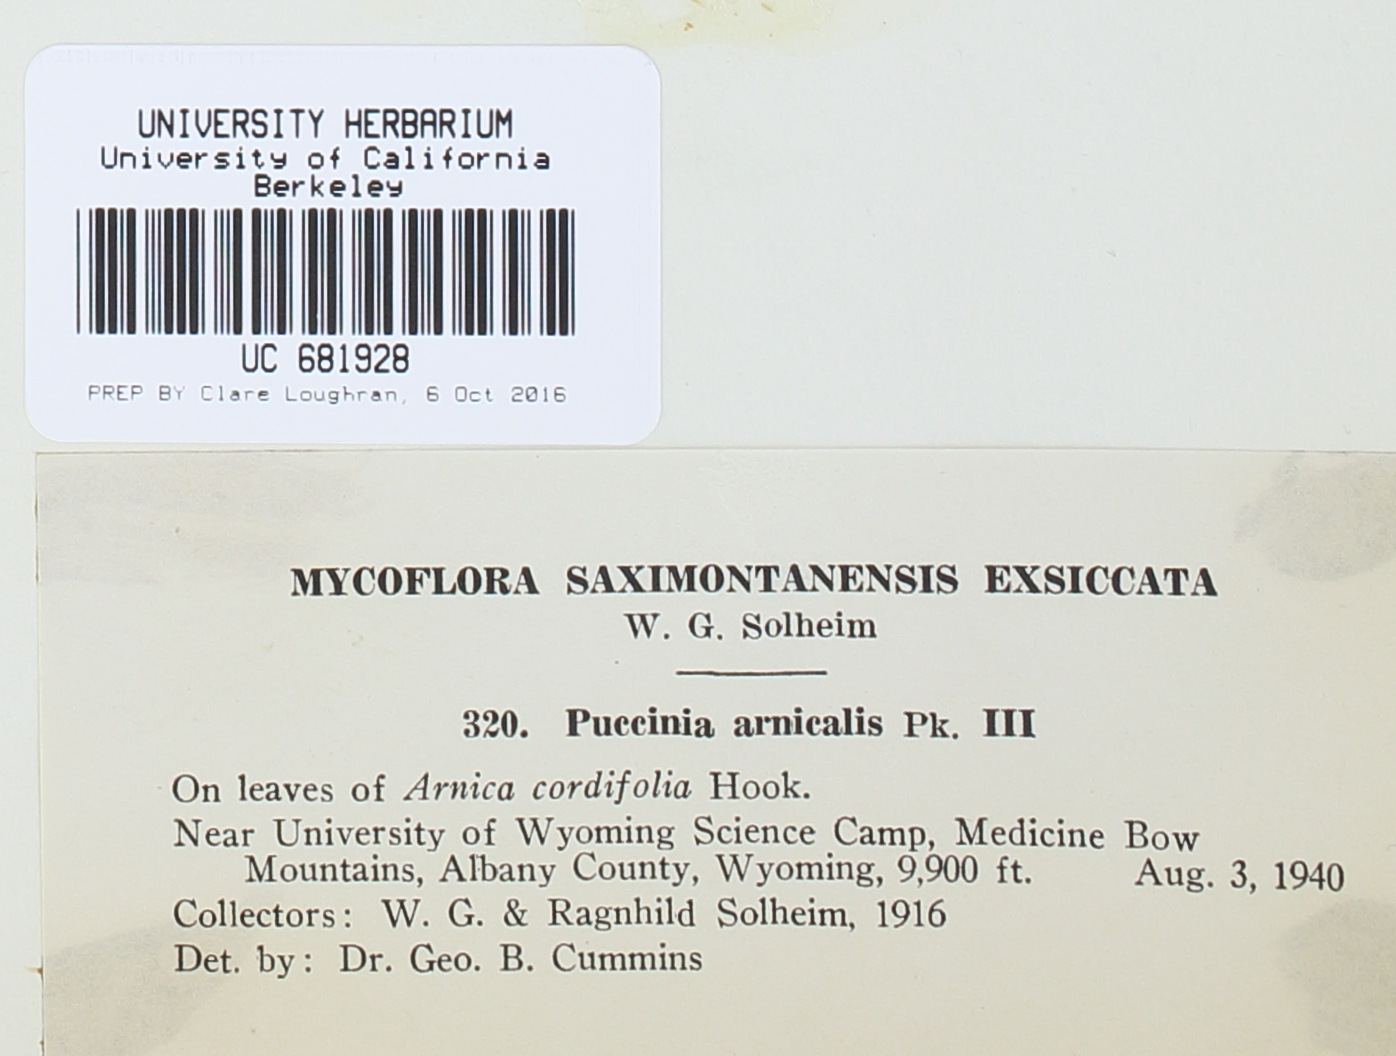 UNIVERSITY HERBARIUM
University of California
Berkeley
UC 681928
PREP BY Clare Loughran, 6 Oct 2016
MYCOFLORA SAXIMONTANENSIS EXSICCATA
W. G. Solheim
320. Puccinia arnicalis Pk. III
On leaves of Arnica cordifolia Hook.
Near University of Wyoming Science Camp, Medicine Bow
Mountains, Albany County, Wyoming, 9,900 ft. Aug. 3, 1940
Collectors: W. G. & Ragnhild Solheim, 1916
Det. by: Dr. Geo. B. Cummins